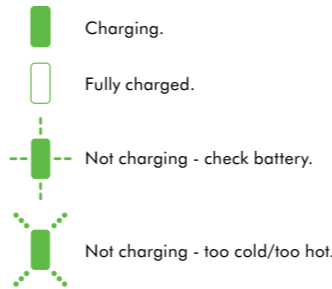 Charging.
Fully charged.
Not charging - check battery.
Not charging - too cold/too hot.